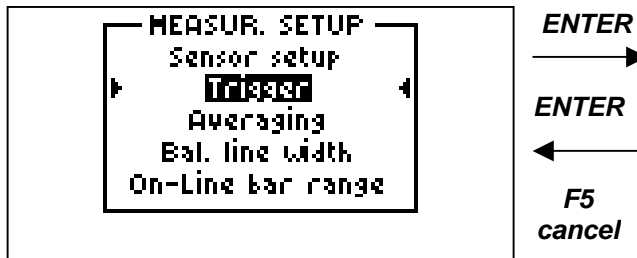 MEASUR. SETUP
Sensor setup
Trigger
Averaging
Bal. line width
On-Line bar range
ENTER
ENTER
F5
cancel